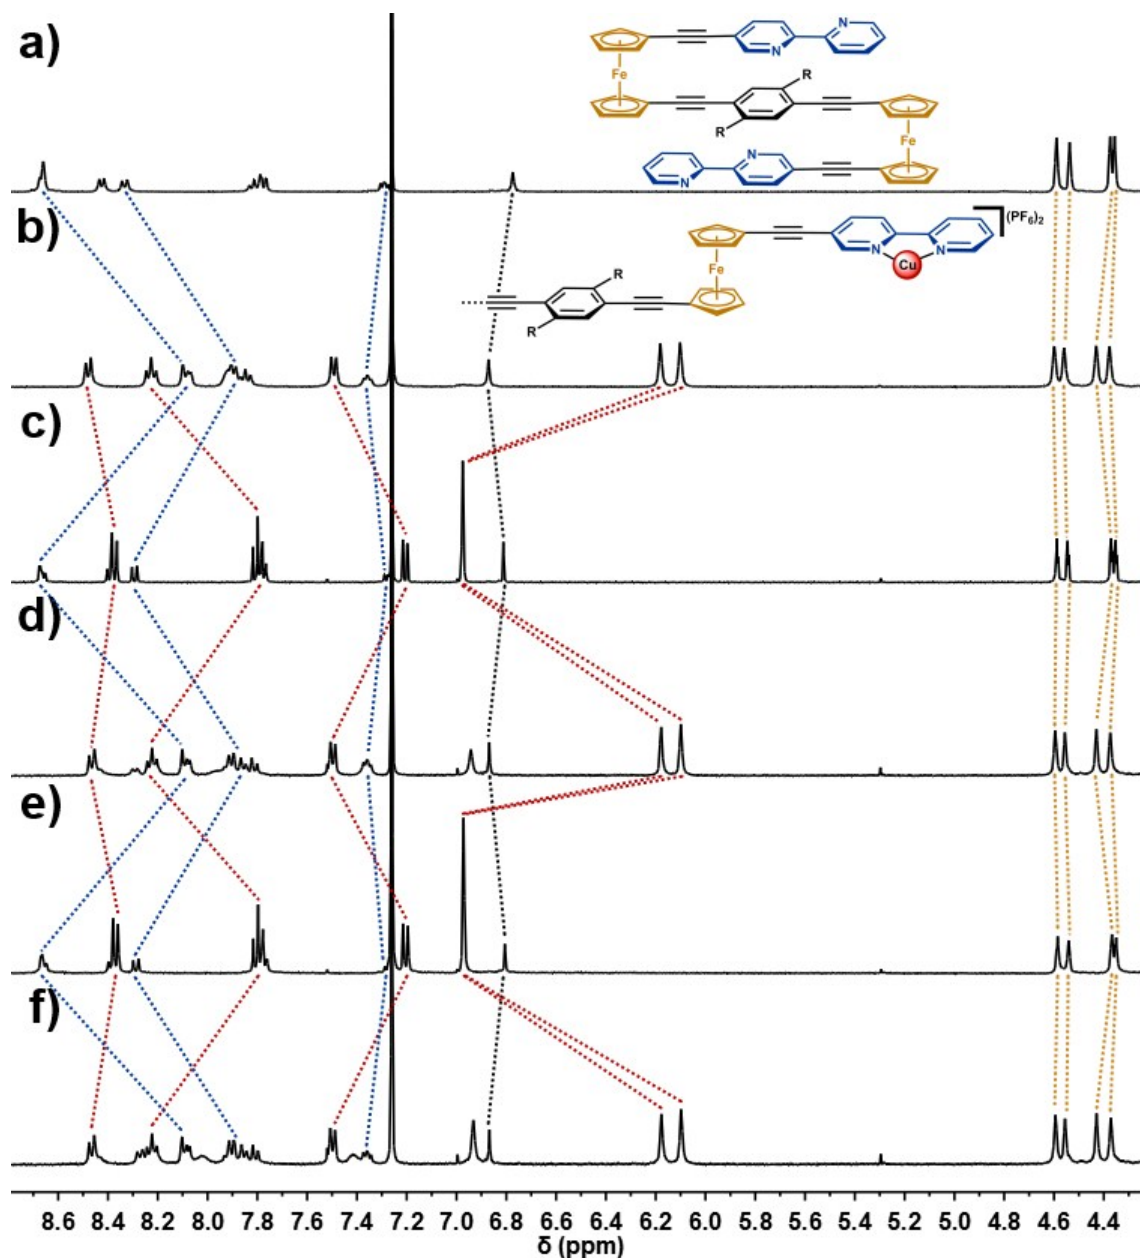 a)
N
N
Fe
R
R
Fe
N
N
b)
(PF6)2
Fe
N
N
Cu
R
R
c)
d)
e)
f)
8.6 8.4 8.2 8.0 7.8 7.6 7.4 7.2 7.0 6.8 6.6 6.4 6.2 6.0 5.8 5.6 5.4 5.2 5.0 4.8 4.6 4.4
δ (ppm)